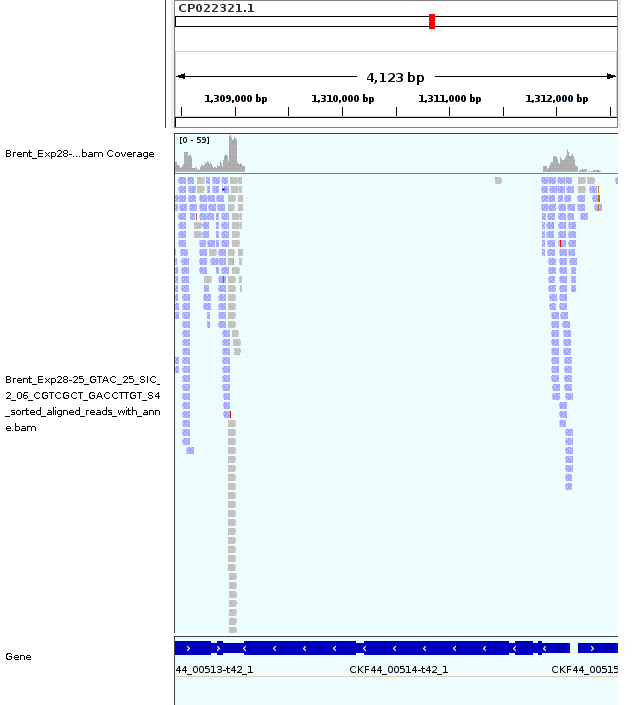 CP022321.1
4,123 bp
1,309,000 bp 1,310,000 bp 1,311,000 bp 1,312,000 bp
[0 - 59]
Brent_Exp28-...bam Coverage
Brent_Exp28-25_GTAC_25_SIC_
2_06_CGTCGCT_GACCTTGT_S4
_sorted_aligned_reads_with_ann
e.bam
Gene
44_00513-t42_1 CKF44_00514-t42_1 CKF44_00515